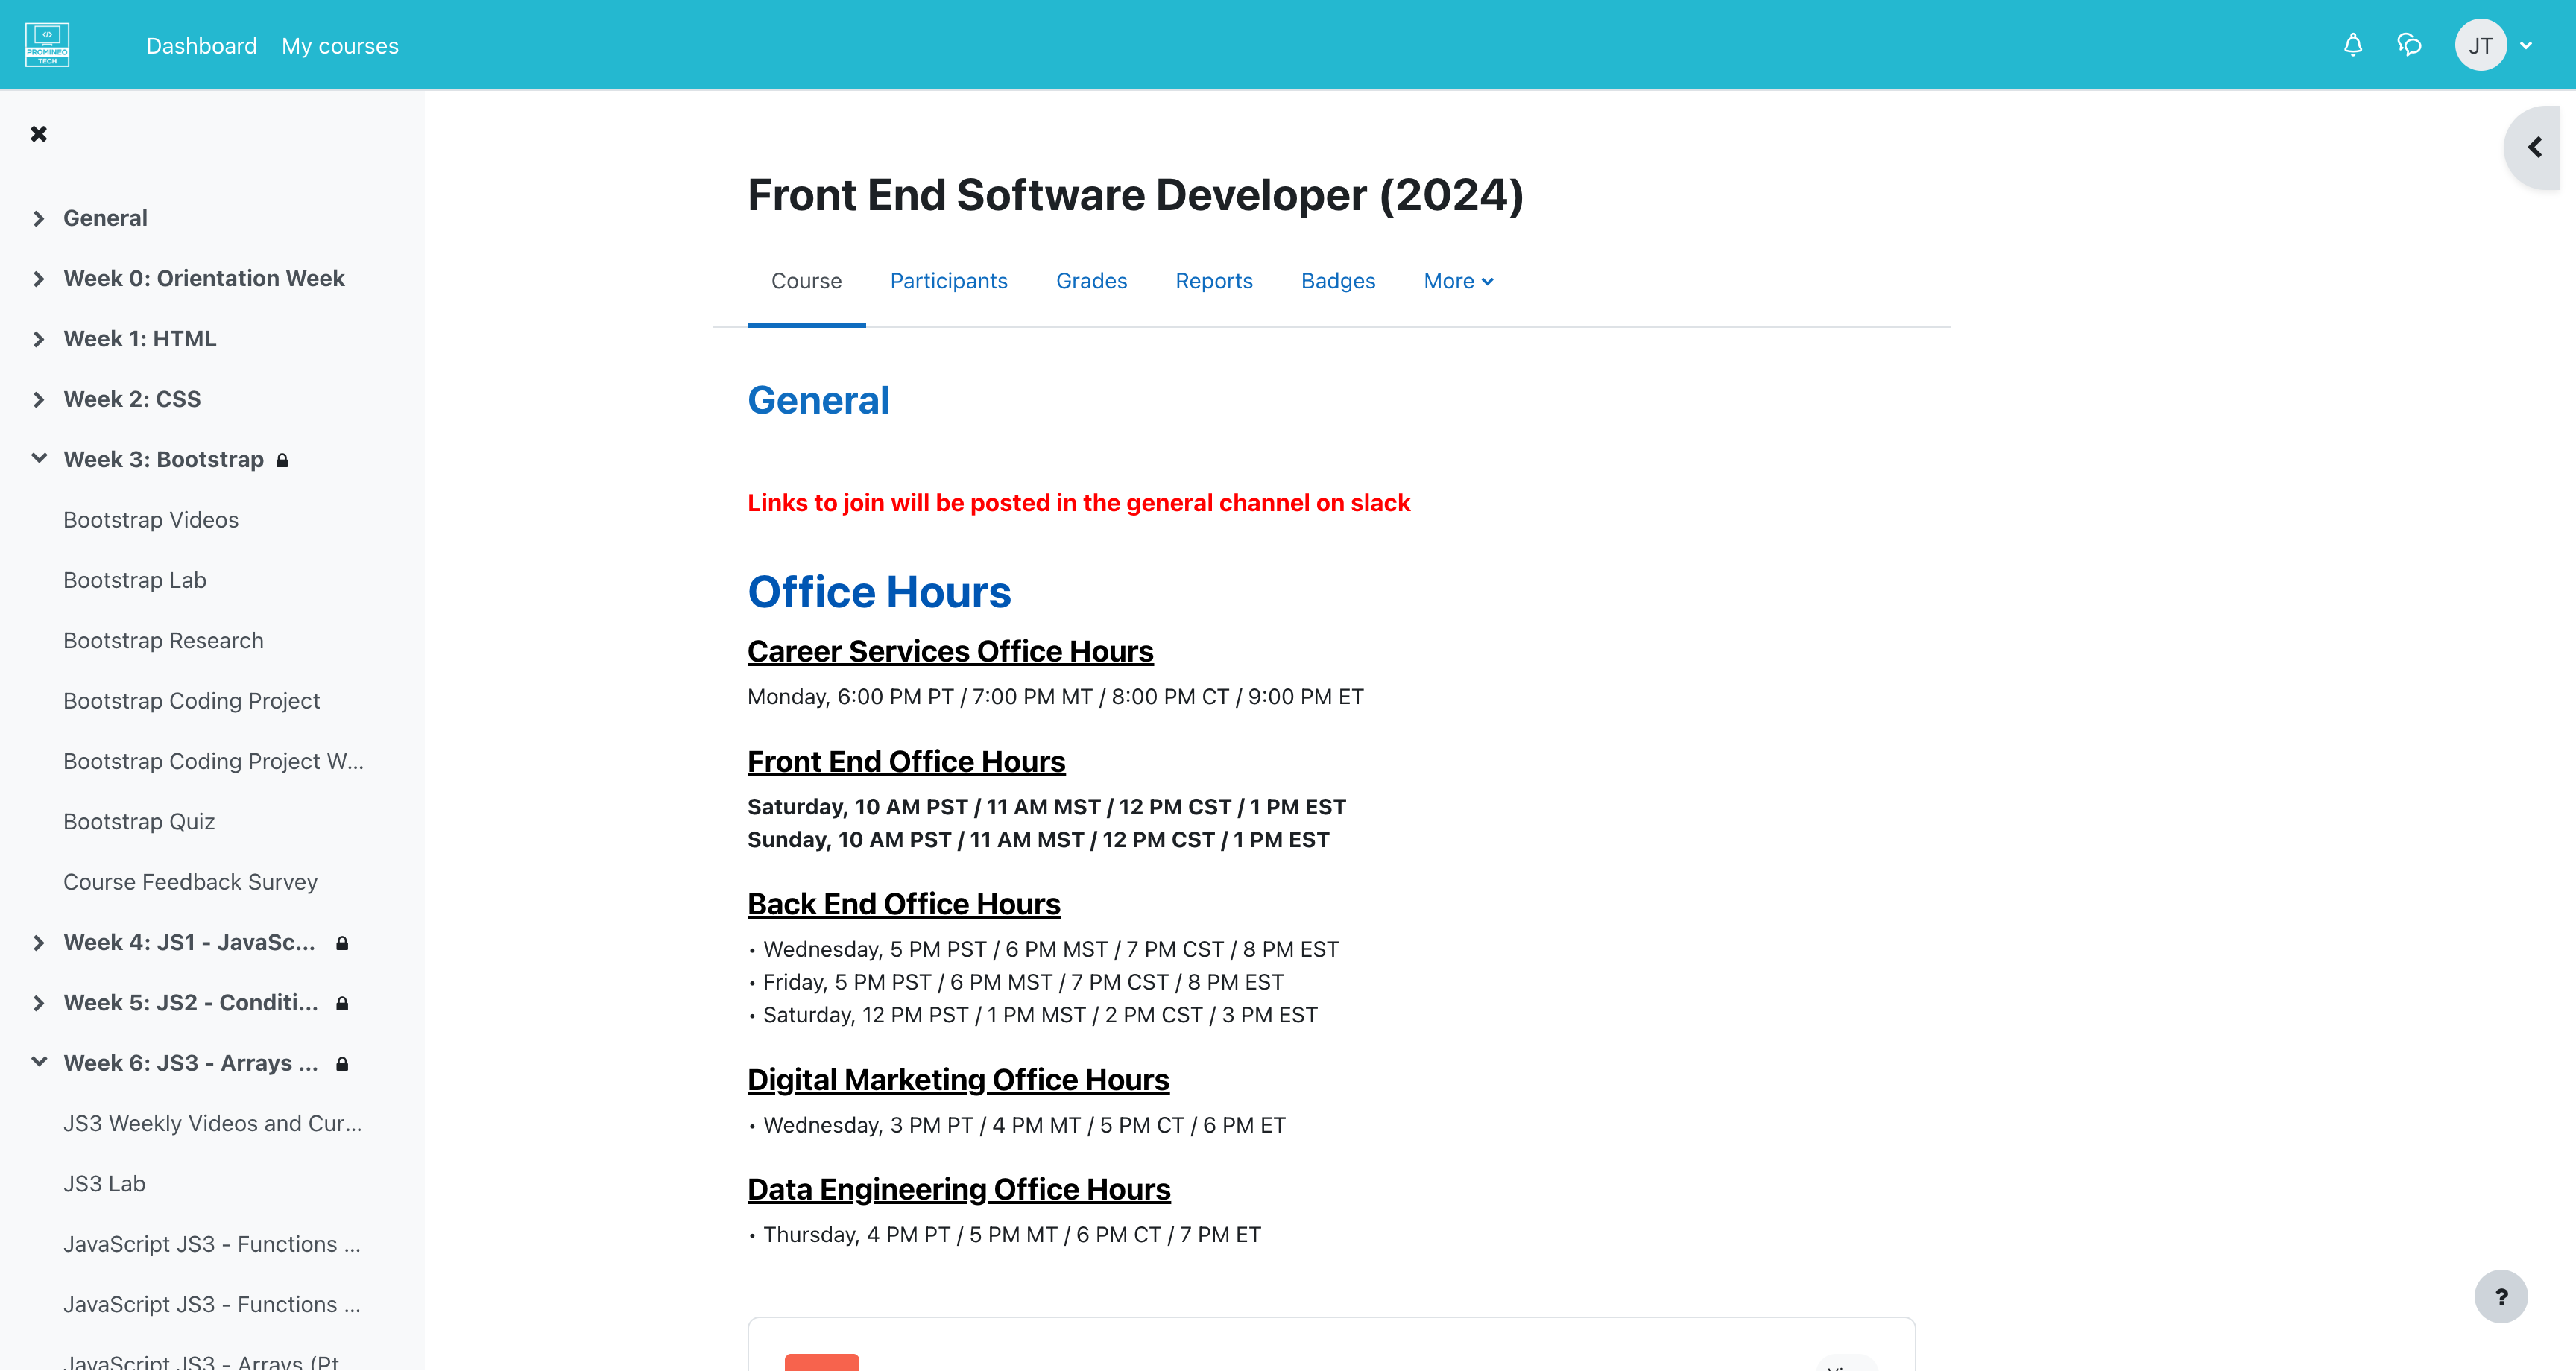 PROMINEO
TECH
Dashboard
My courses
JT
General
Week 0: Orientation Week
Week 1: HTML
Week 2: CSS
Week 3: Bootstrap
Bootstrap Videos
Bootstrap Lab
Bootstrap Research
Bootstrap Coding Project
Bootstrap Coding Project W...
Bootstrap Quiz
Course Feedback Survey
Week 4: JS1 - JavaSc...
Week 5: JS2 - Conditi...
Week 6: JS3 - Arrays ...
JS3 Weekly Videos and Cur...
JS3 Lab
JavaScript JS3 - Functions ...
JavaScript JS3 - Functions ...
JavaScript JS3 - Arrays (Pt....
Front End Software Developer (2024)
Course
Participants
Grades
Reports
Badges
More
General
Links to join will be posted in the general channel on slack
Office Hours
Career Services Office Hours
Monday, 6:00 PM PT / 7:00 PM MT / 8:00 PM CT / 9:00 PM ET
Front End Office Hours
Saturday, 10 AM PST / 11 AM MST / 12 PM CST / 1 PM EST
Sunday, 10 AM PST / 11 AM MST / 12 PM CST / 1 PM EST
Back End Office Hours
• Wednesday, 5 PM PST / 6 PM MST / 7 PM CST / 8 PM EST
• Friday, 5 PM PST / 6 PM MST / 7 PM CST / 8 PM EST
• Saturday, 12 PM PST / 1 PM MST / 2 PM CST / 3 PM EST
Digital Marketing Office Hours
• Wednesday, 3 PM PT / 4 PM MT / 5 PM CT / 6 PM ET
Data Engineering Office Hours
• Thursday, 4 PM PT / 5 PM MT / 6 PM CT / 7 PM ET
?